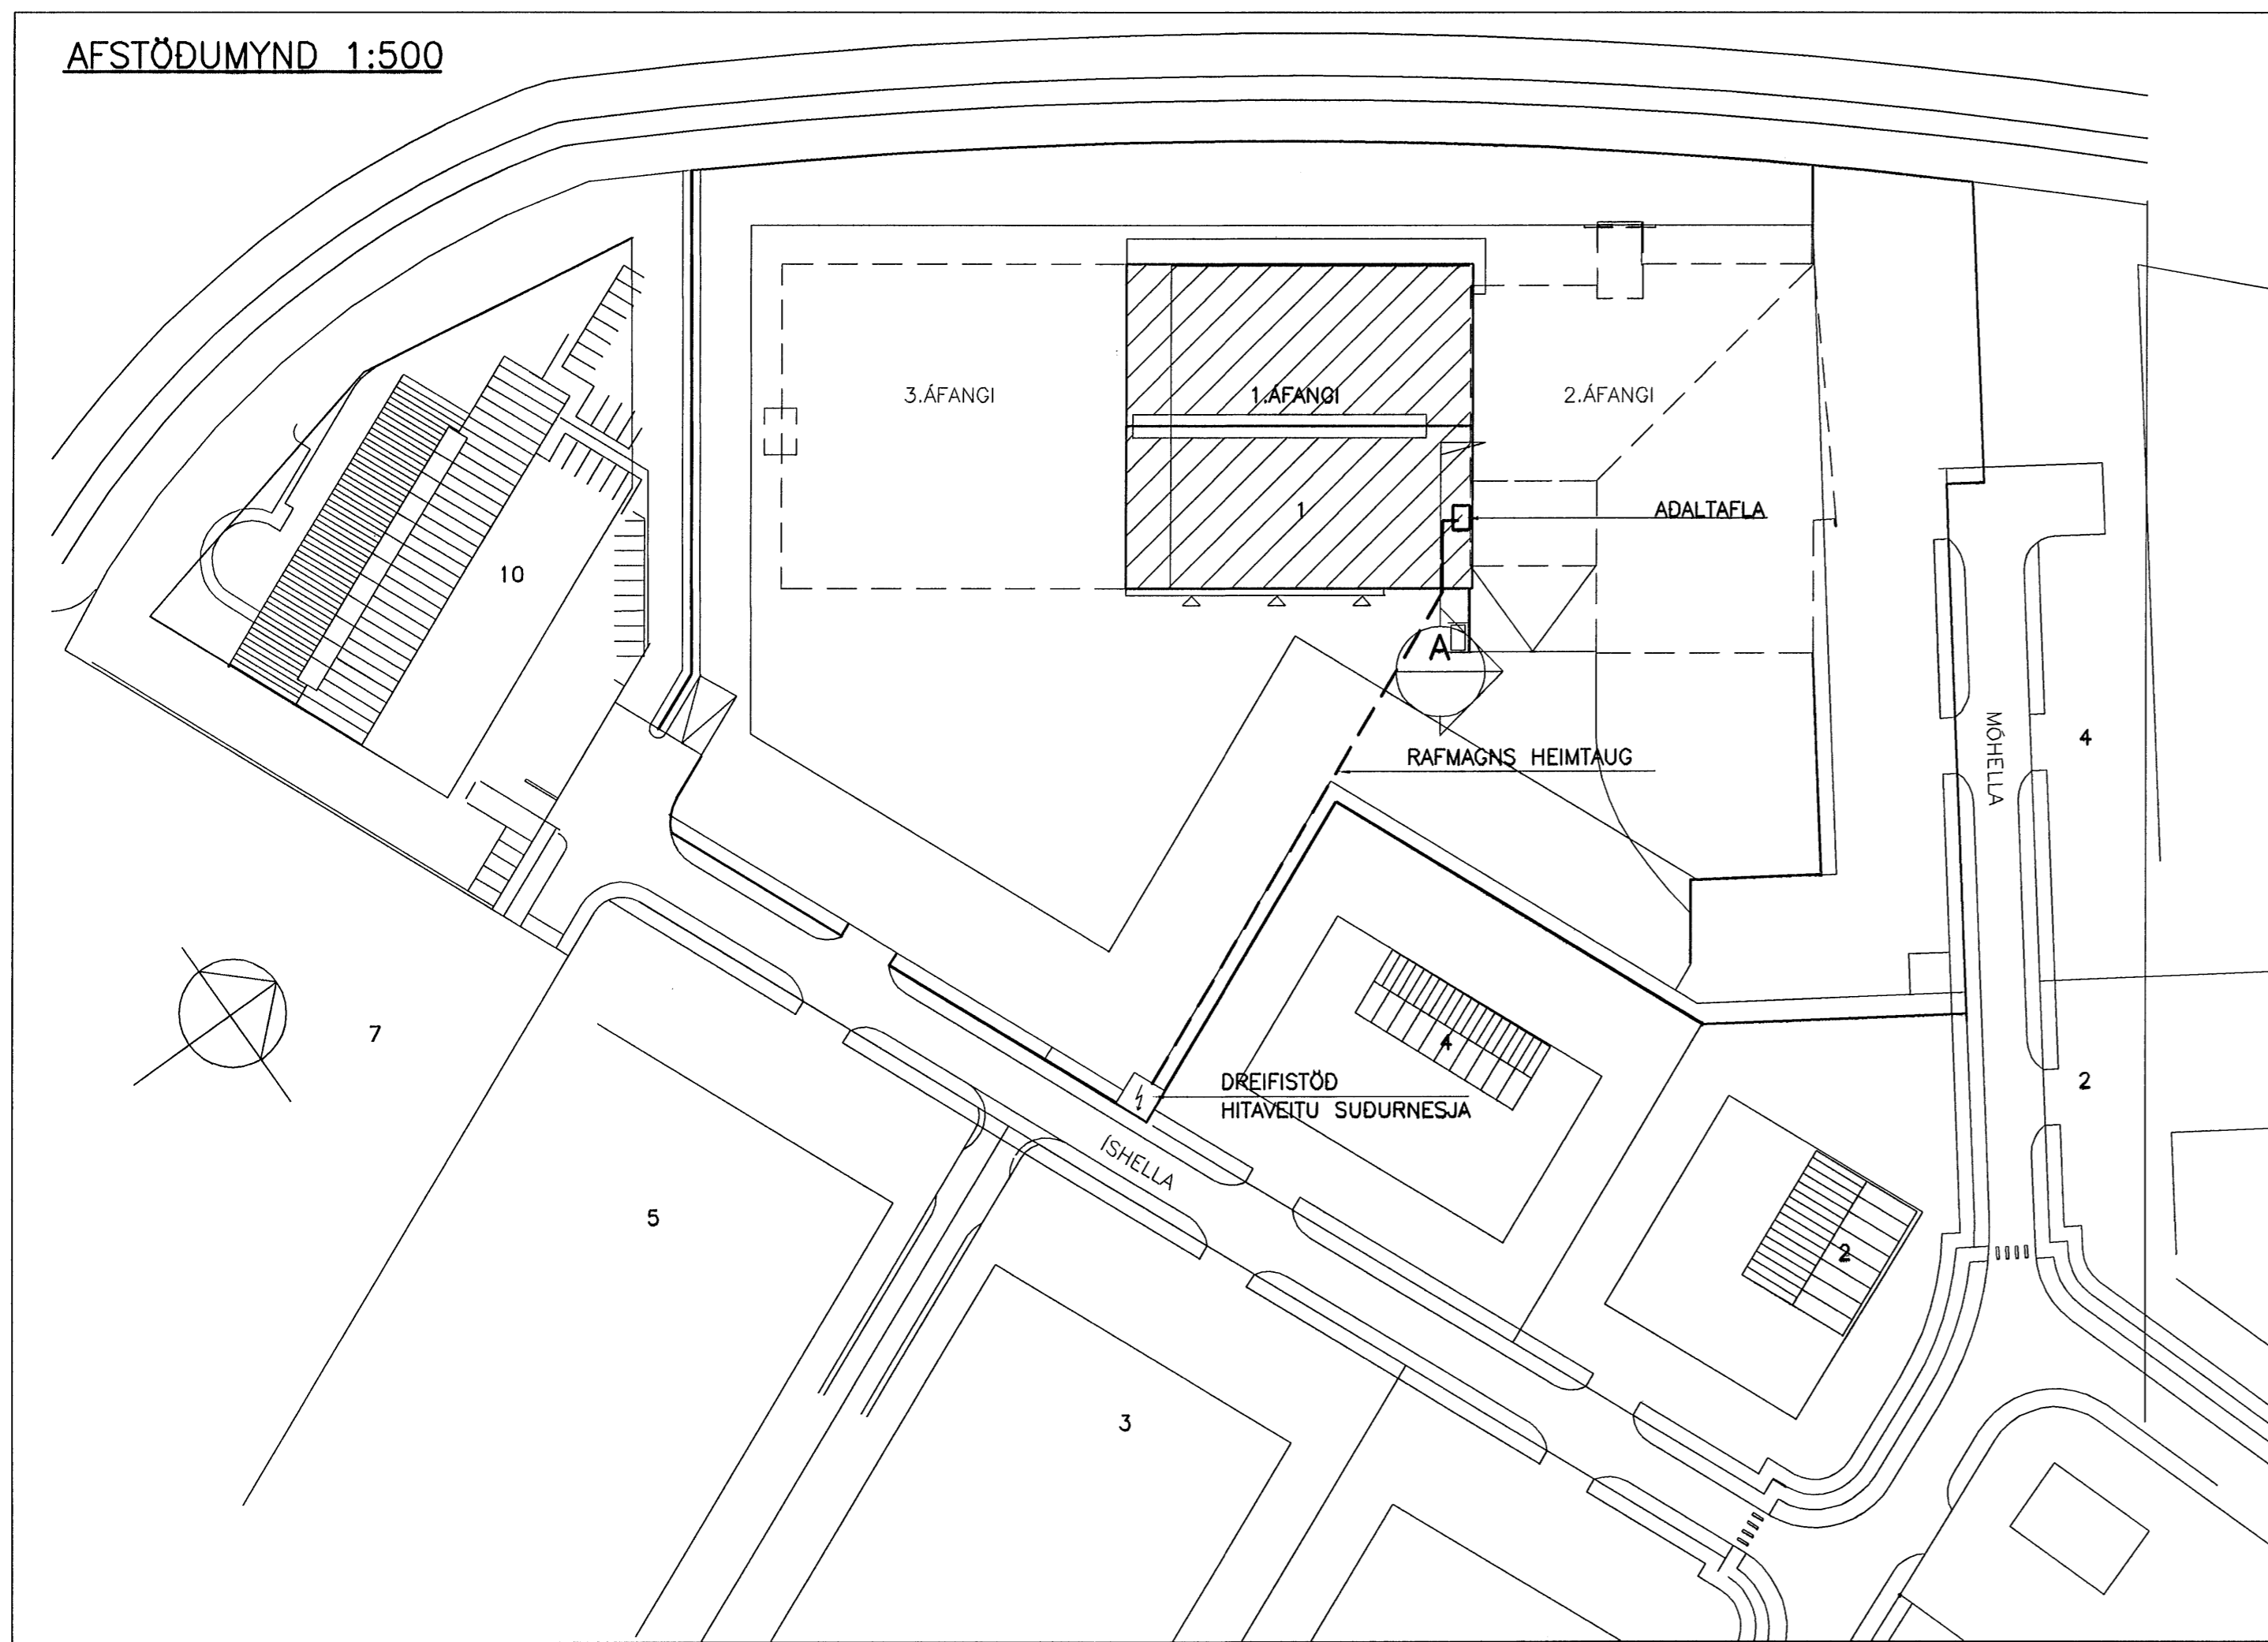 AFSTÖÐUMYND 1:500
3.ÁFANGI
1.ÁFANGI
2.ÁFANGI
1
AÐALTAFLA
10
A
MÓHELLA
4
RAFMAGNS HEIMTAUG
7
4
2
DREIFISTÖÐ
HITAVEITU SUÐURNESJA
ÍSHELLA
5
2
3